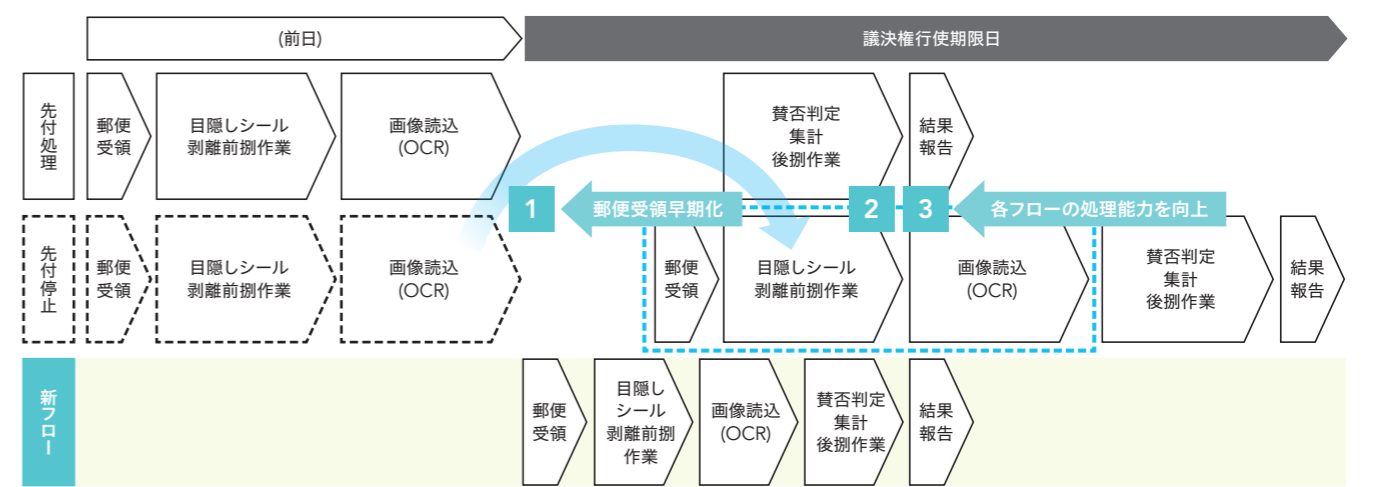 (前日)
議決権行使期限日
先付処理
郵便
受領
目隠しシール
剥離前捌作業
画像読込
(OCR)
賛否判定
集計
後捌作業
結果
報告
1
郵便受領早期化
2
3
各フローの処理能力を向上
先付停止
郵便
受領
目隠しシール
剥離前捌作業
画像読込
(OCR)
郵便
受領
目隠しシール
剥離前捌作業
画像読込
(OCR)
賛否判定
集計
後捌作業
結果
報告
新フロー
郵便
受領
目隠し
シール
剥離前捌
作業
画像読込
(OCR)
賛否判定
集計
後捌作業
結果
報告